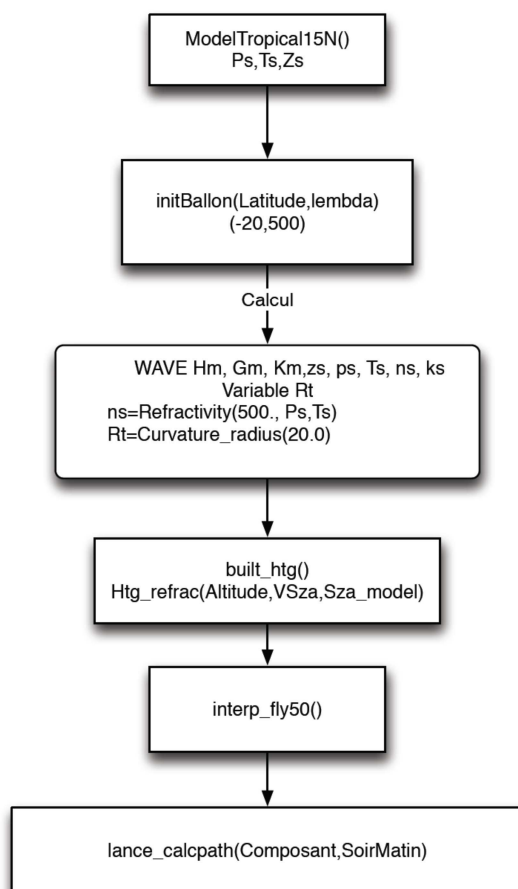 ModelTropical15N()
Ps,Ts,Zs
initBallon(Latitude,lembda)
(-20,500)
Calcul
WAVE Hm, Gm, Km,zs, ps, Ts, ns, ks
Variable Rt
ns=Refractivity(500., Ps,Ts)
Rt=Curvature_radius(20.0)
built_htg()
Htg_refrac(Altitude,VSza,Sza_model)
interp_fly50()
lance_calcpath(Composant,SoirMatin)